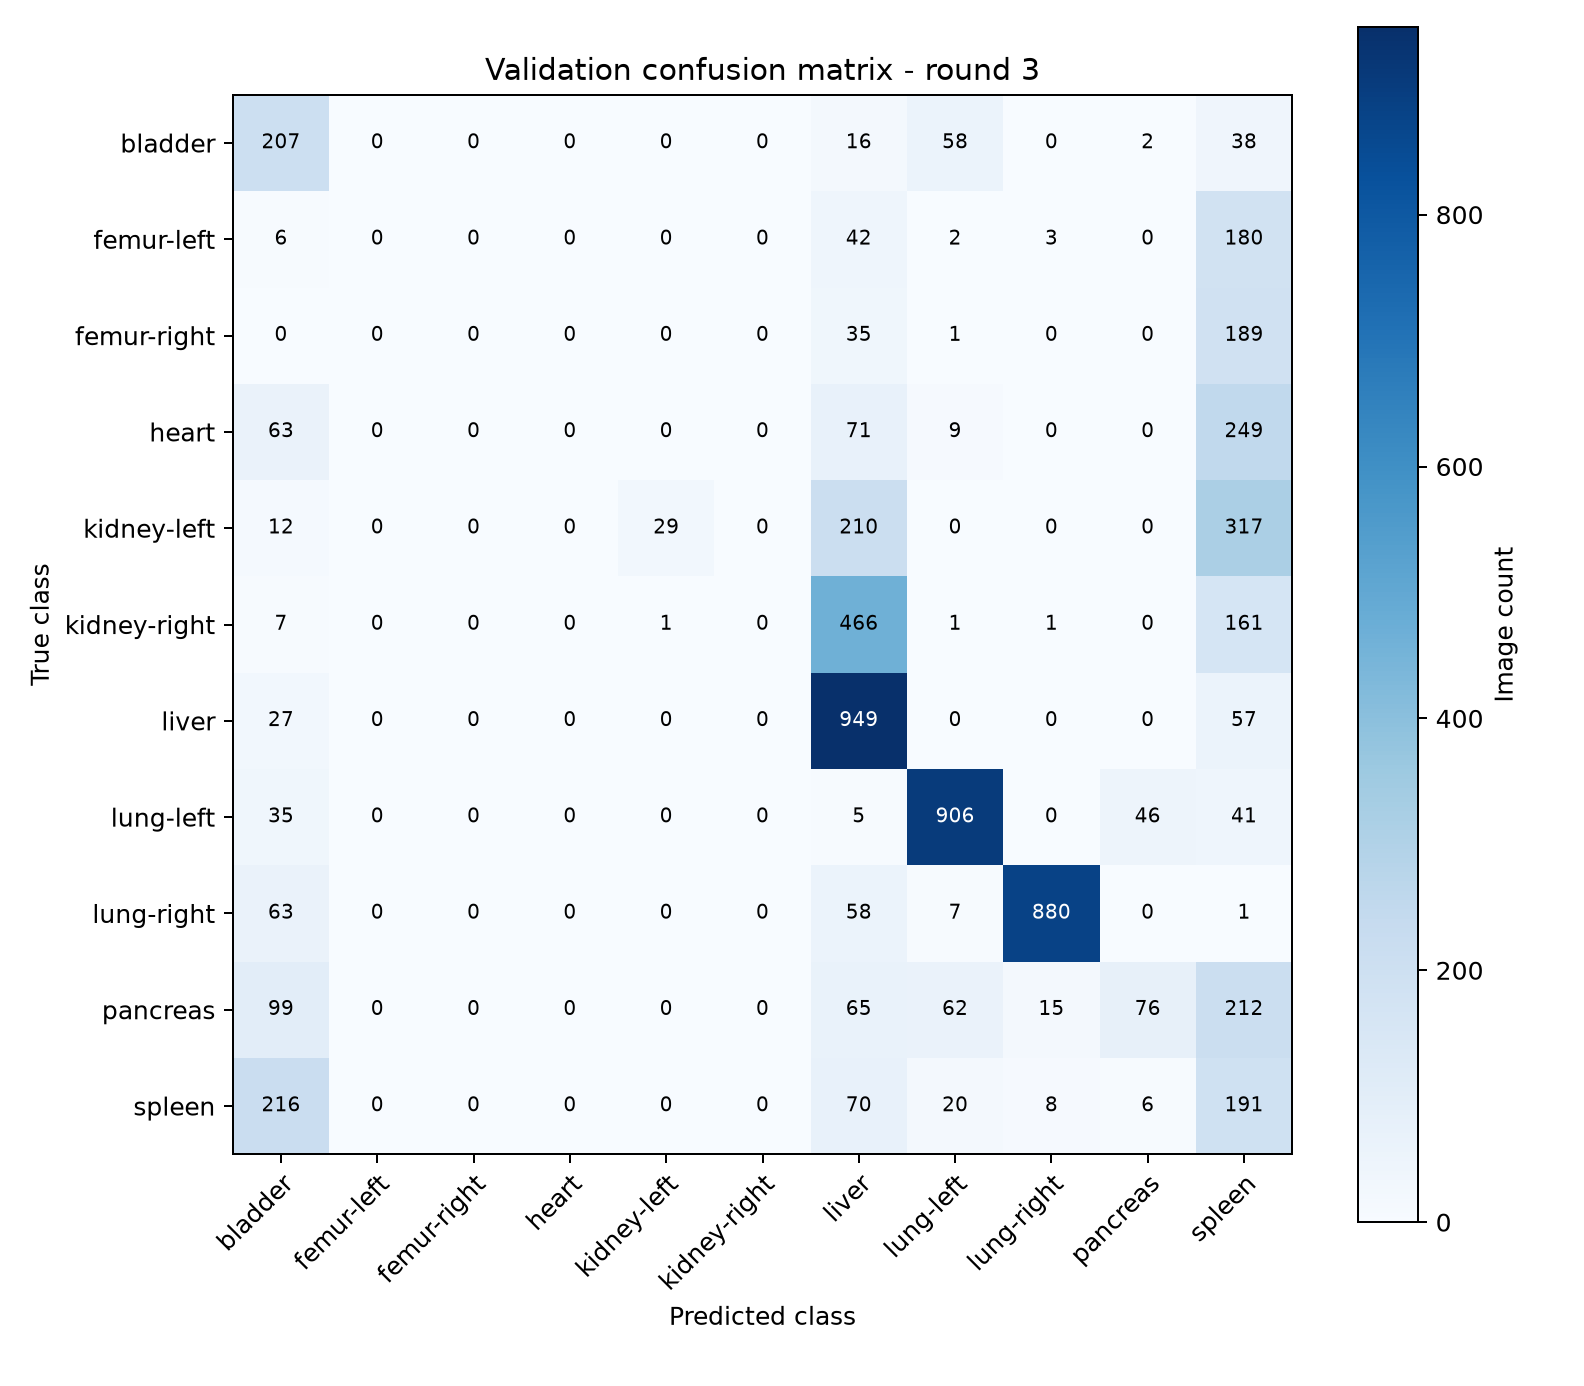 Validation confusion matrix - round 3
bladder 207 0 0 0 0 0 16 58 0 2 38
femur-left 6 0 0 0 0 0 42 2 3 0 180
femur-right 0 0 0 0 0 0 35 1 0 0 189
heart 63 0 0 0 0 0 71 9 0 0 249
kidney-left 12 0 0 0 29 0 210 0 0 0 317
kidney-right 7 0 0 0 1 0 466 1 1 0 161
liver 27 0 0 0 0 0 949 0 0 0 57
lung-left 35 0 0 0 0 0 5 906 0 46 41
lung-right 63 0 0 0 0 0 58 7 880 0 1
pancreas 99 0 0 0 0 0 65 62 15 76 212
spleen 216 0 0 0 0 0 70 20 8 6 191
True class
bladder femur-left femur-right heart kidney-left kidney-right liver lung-left lung-right pancreas spleen
Predicted class
800
600
400
200
0
Image count